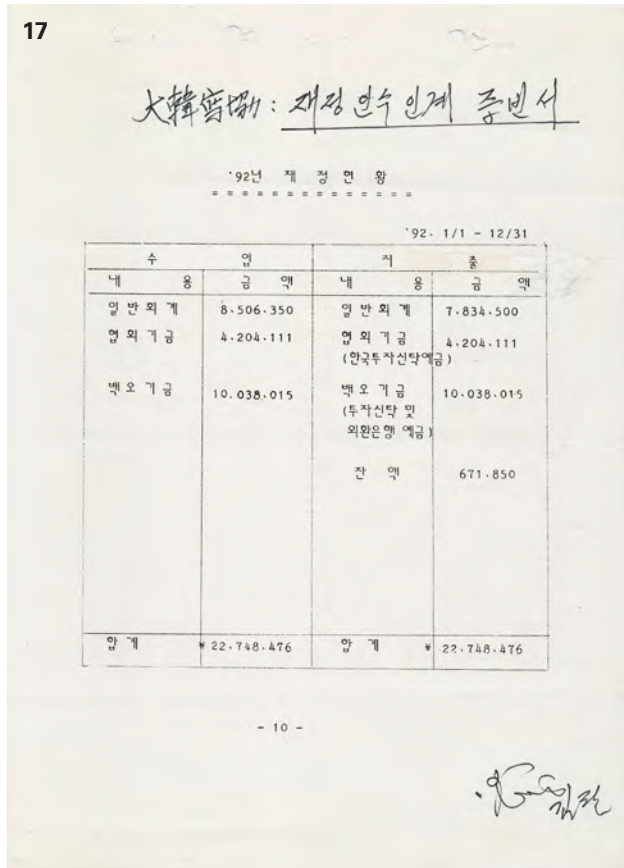 17
大韓齒協: 재정 인수 인계 증빙서
'92년 재 정 현 황
= = = = = = = = = = = = = =
'92. 1/1 - 12/31
수 입 지 출
내 용 금 액 내 용 금 액
일 반 회 계 8.506.350 일 반 회 계 7.834.500
협 회 기 금 4.204.111 협 회 기 금 4.204.111
(한국투자신탁예금)
백 오 기 금 10.038.015 백 오 기 금 10.038.015
(투자신탁 및
외환은행 예금)
잔 액 671.850
합 계 ₩ 22.748.476 합 계 ₩ 22.748.476
- 10 -